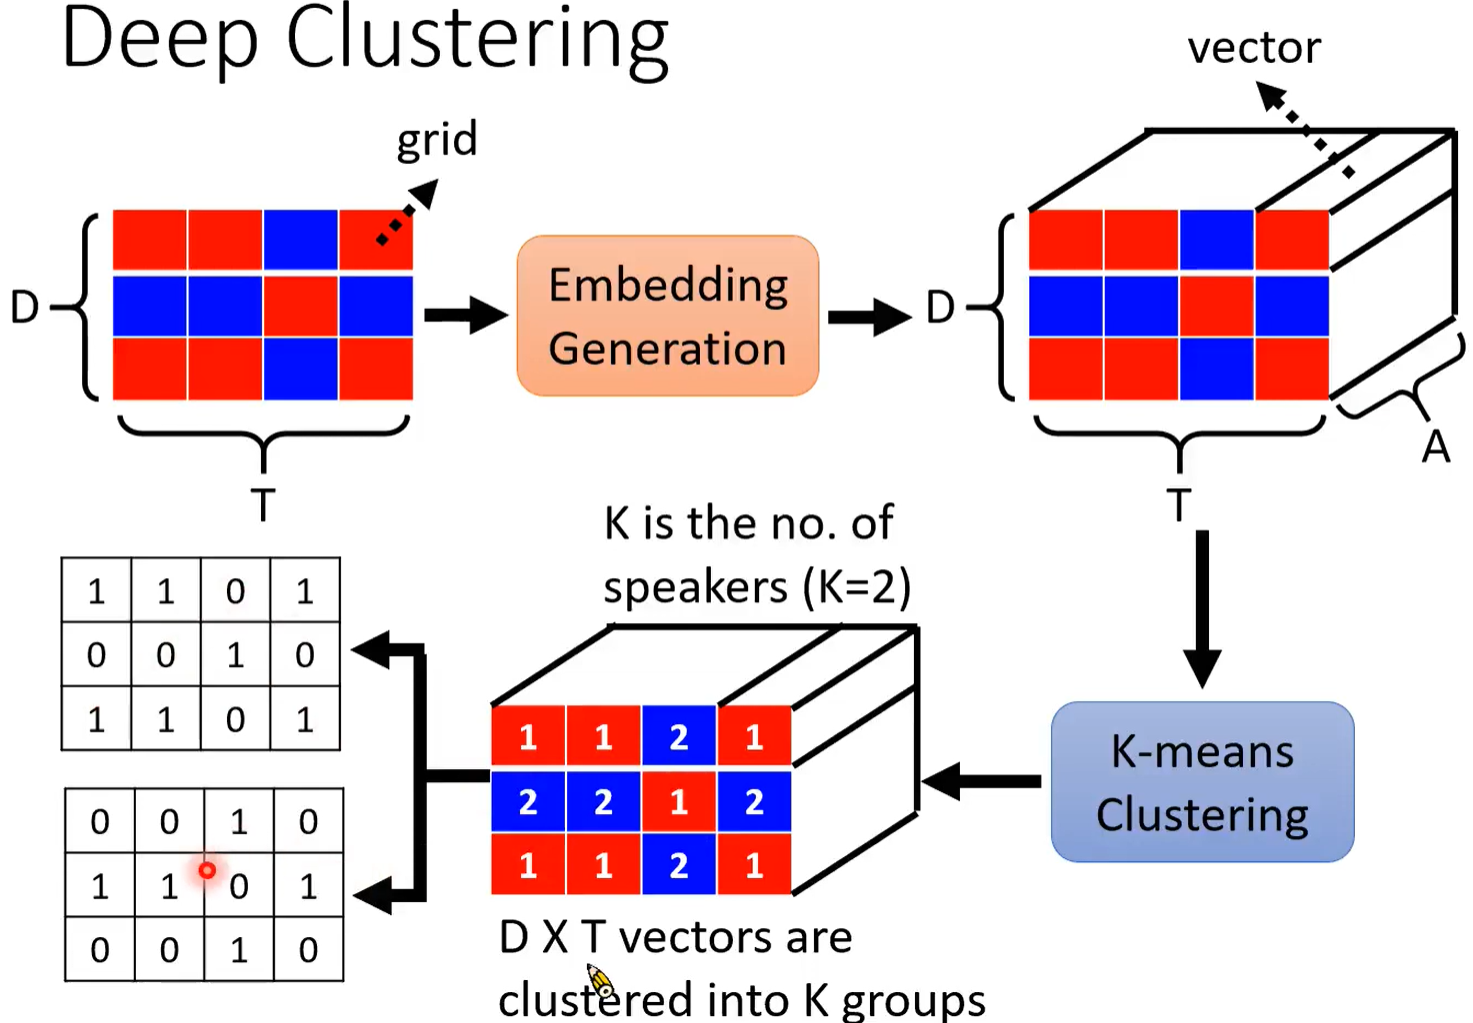 Deep Clustering
vector
grid
D
Embedding
Generation
D
T
A
T
K is the no. of
speakers (K=2)
1 1 0 1
0 0 1 0
1 1 0 1
1 1 2 1
2 2 1 2
1 1 2 1
K-means
Clustering
0 0 1 0
1 1 0 1
0 0 1 0
D X T vectors are
clustered into K groups